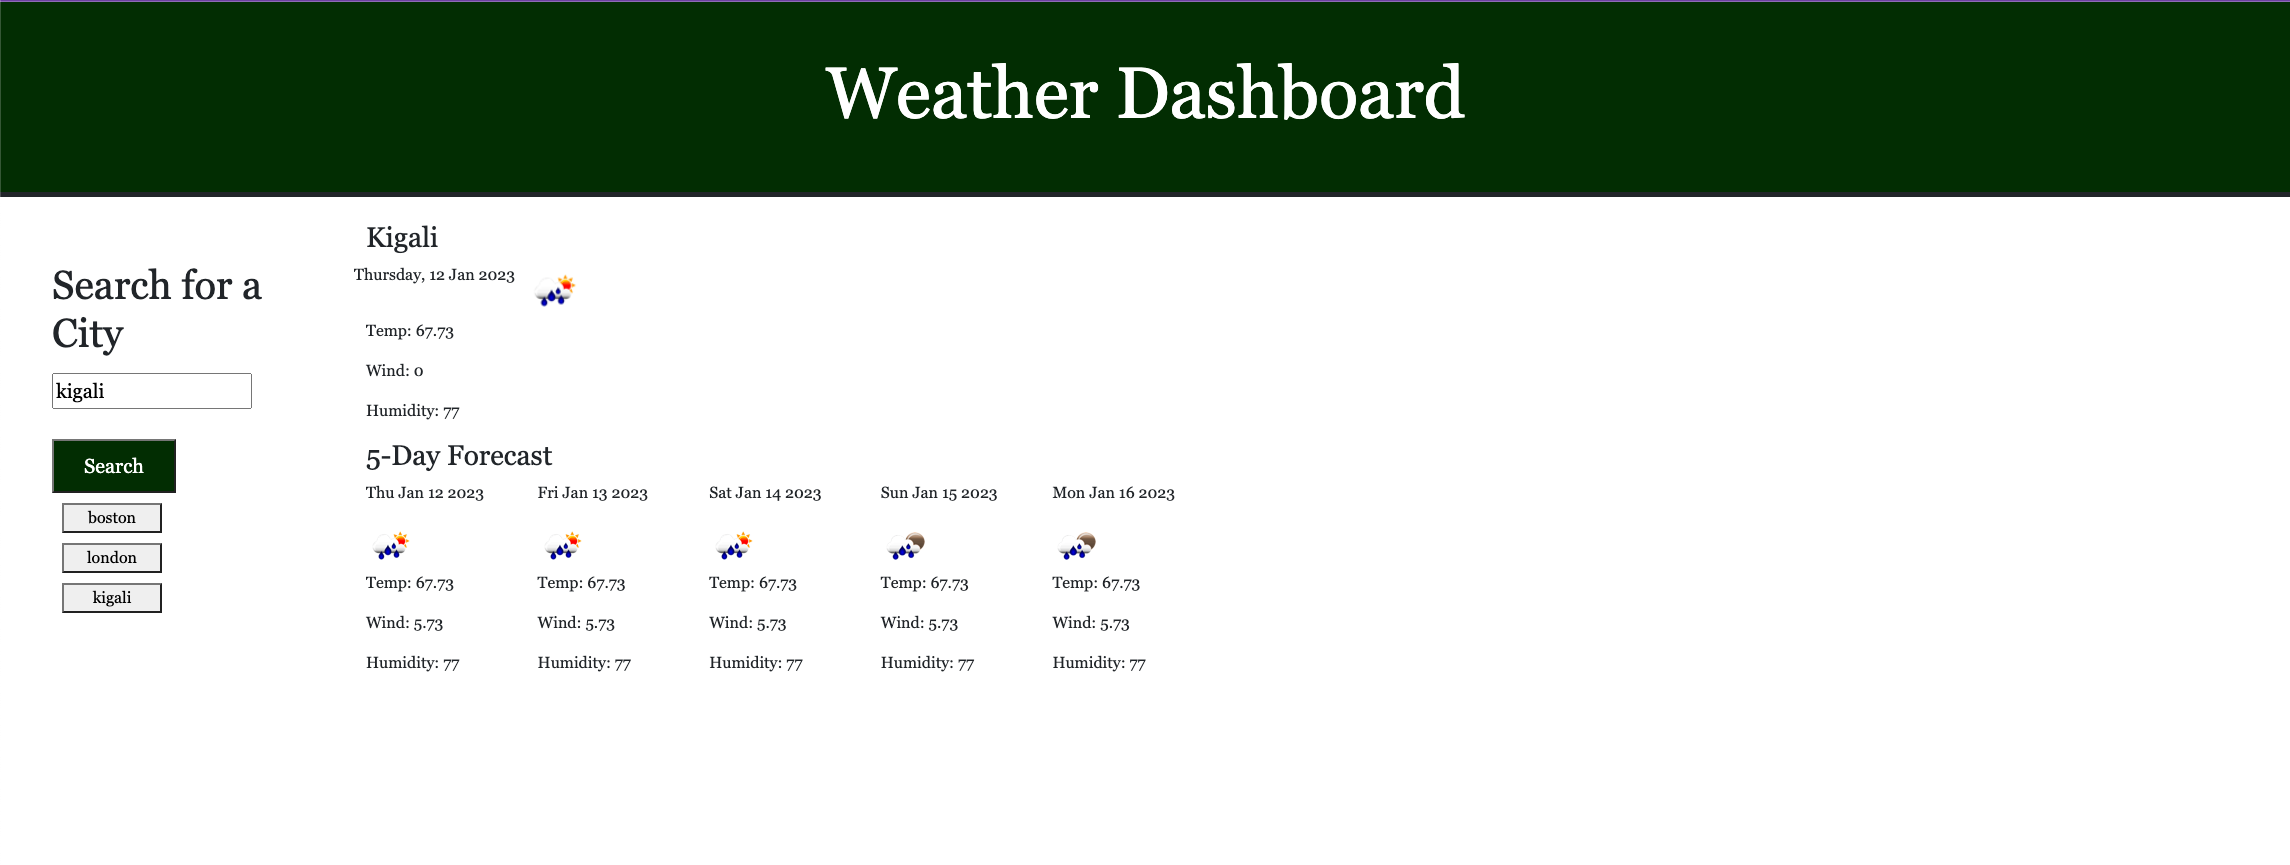 Weather Dashboard
Search for a
City
kigali
Search
boston
london
kigali
Kigali
Thursday, 12 Jan 2023
Temp: 67.73
Wind: 0
Humidity: 77
5-Day Forecast
Thu Jan 12 2023 Fri Jan 13 2023 Sat Jan 14 2023 Sun Jan 15 2023 Mon Jan 16 2023
Temp: 67.73 Temp: 67.73 Temp: 67.73 Temp: 67.73 Temp: 67.73
Wind: 5.73 Wind: 5.73 Wind: 5.73 Wind: 5.73 Wind: 5.73
Humidity: 77 Humidity: 77 Humidity: 77 Humidity: 77 Humidity: 77